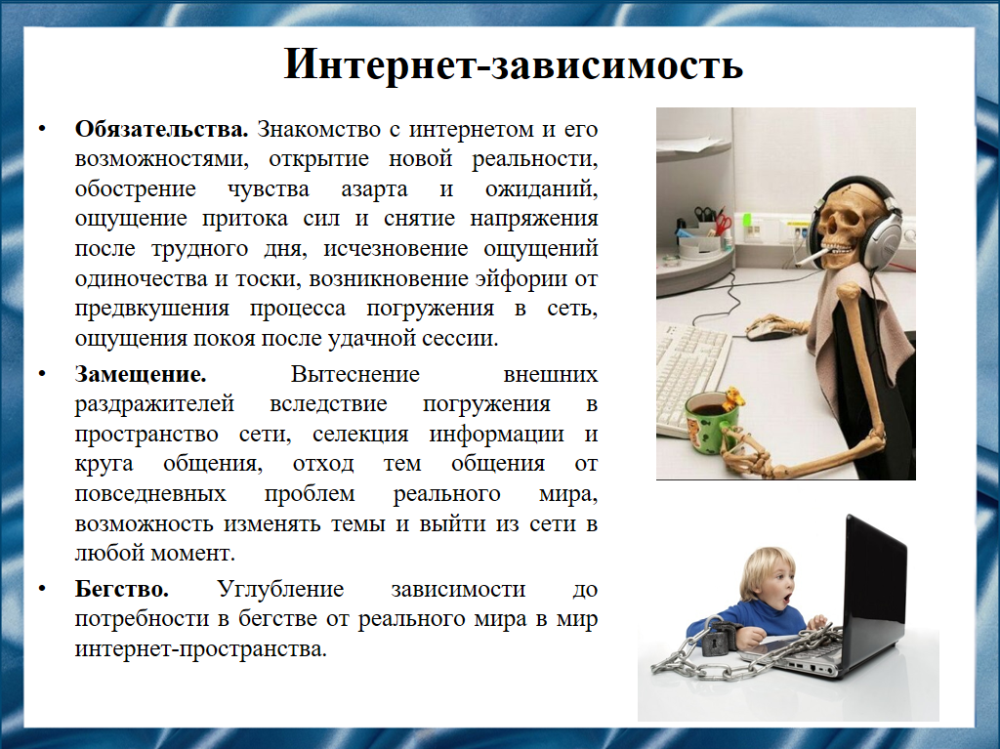 Интернет-зависимость
• Обязательства. Знакомство с интернетом и его
возможностями, открытие новой реальности,
обострение чувства азарта и ожиданий,
ощущение притока сил и снятие напряжения
после трудного дня, исчезновение ощущений
одиночества и тоски, возникновение эйфории от
предвкушения процесса погружения в сеть,
ощущения покоя после удачной сессии.
• Замещение. Вытеснение внешних
раздражителей вследствие погружения в
пространство сети, селекция информации и
круга общения, отход тем общения от
повседневных проблем реального мира,
возможность изменять темы и выйти из сети в
любой момент.
• Бегство. Углубление зависимости до
потребности в бегстве от реального мира в мир
интернет-пространства.